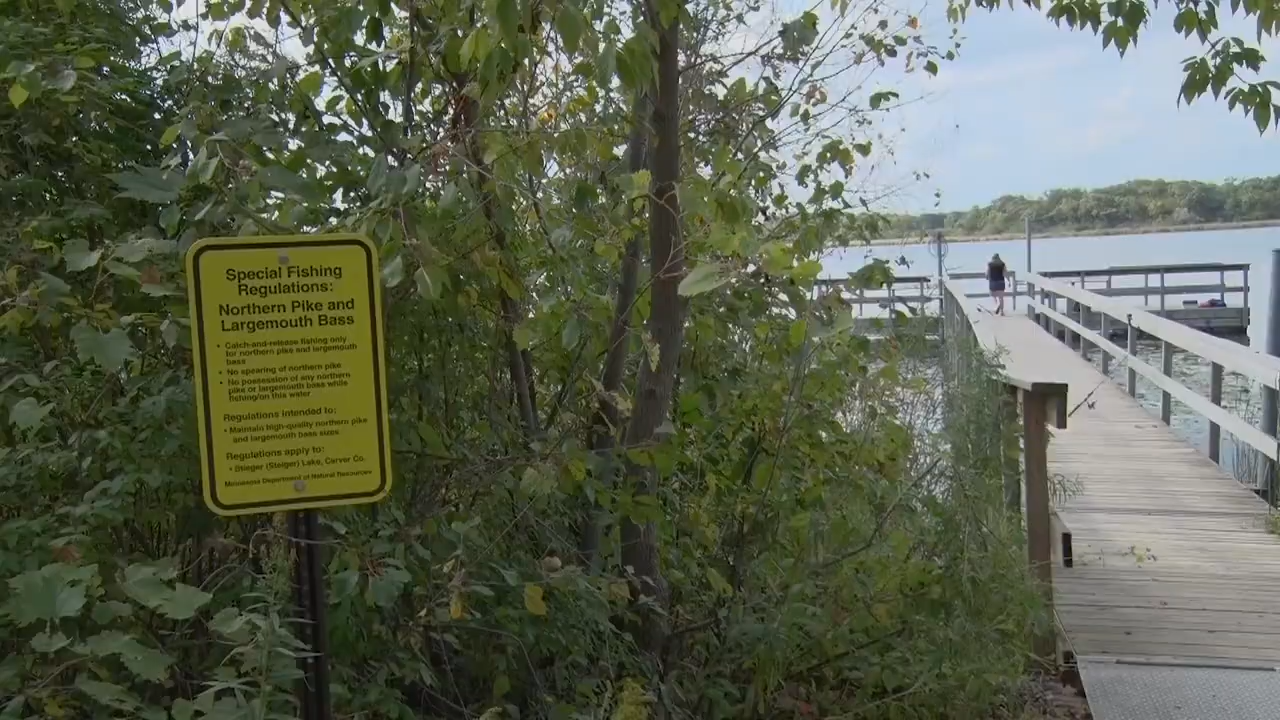 Special Fishing
Regulations:
Northern Pike and
Largemouth Bass
• Catch-and-release fishing only
for northern pike and largemouth
bass
• No spearing of northern pike
• No possession of any northern
pike or largemouth bass while
fishing/on this water
Regulations intended to:
• Maintain high-quality northern pike
and largemouth bass sizes
Regulations apply to:
• Stieger (Steiger) Lake, Carver Co.
Minnesota Department of Natural Resources